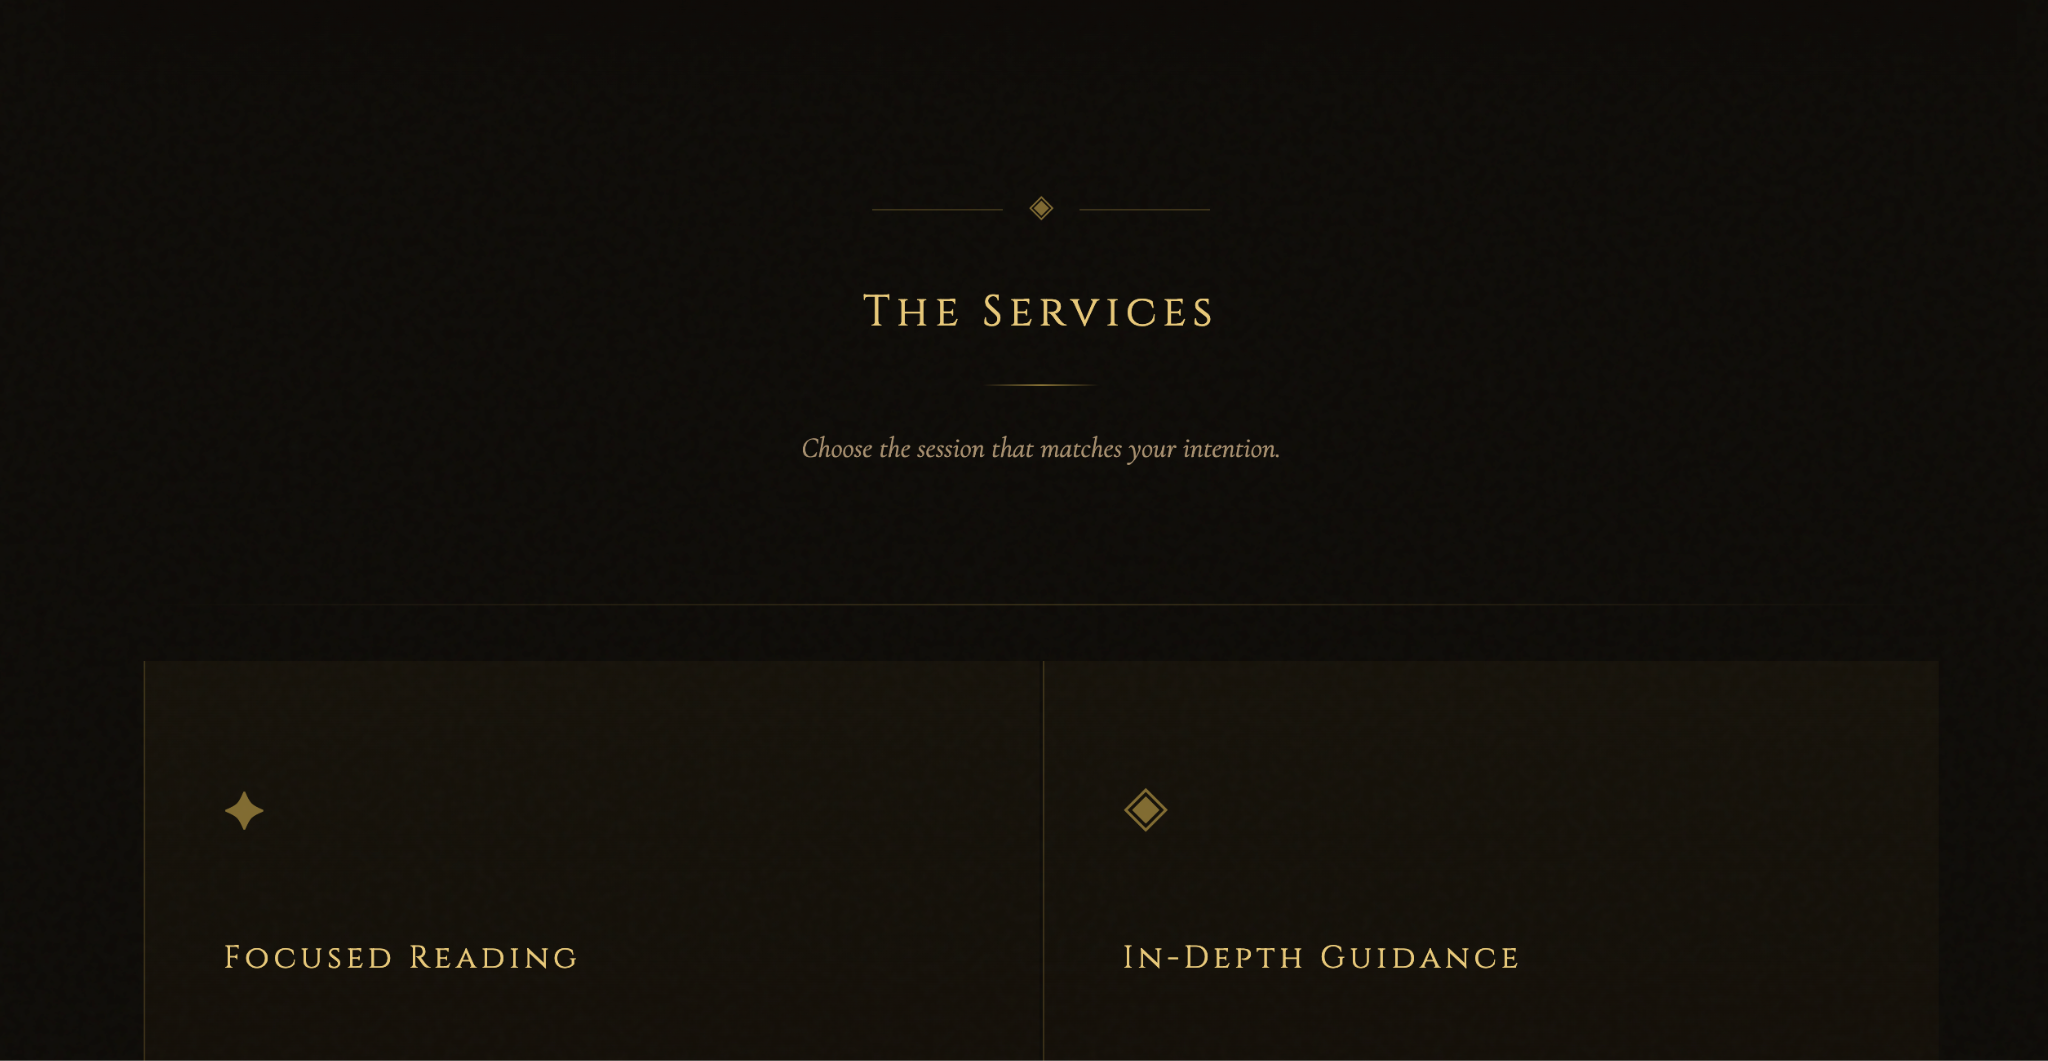 The Services
Choose the session that matches your intention.
Focused Reading
In-Depth Guidance